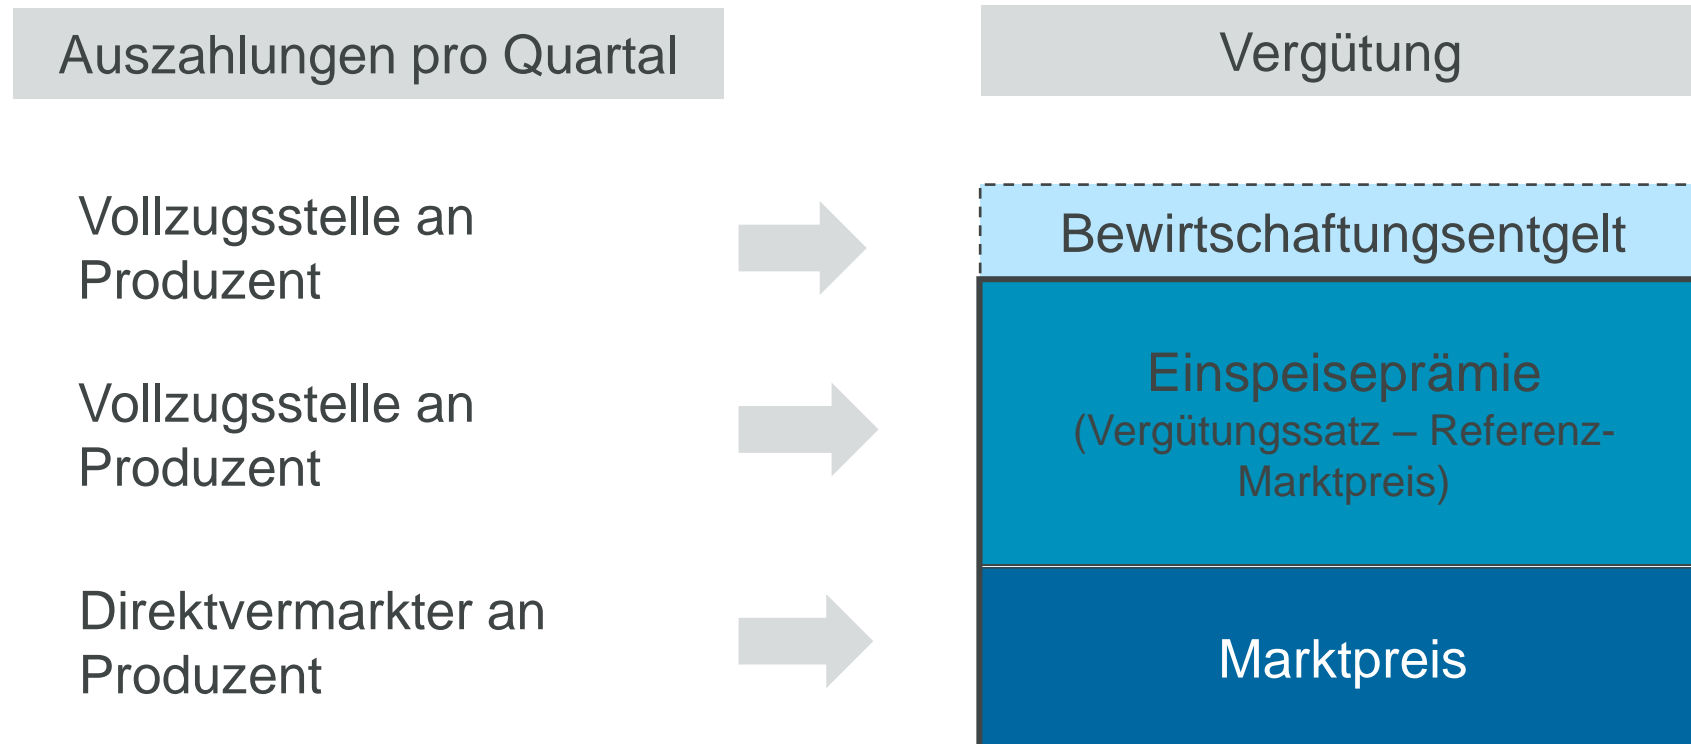 Auszahlungen pro Quartal
Vergütung
Vollzugsstelle an
Produzent
Bewirtschaftungsentgelt
Vollzugsstelle an
Produzent
Einspeiseprämie
(Vergütungssatz – Referenz-
Marktpreis)
Direktvermarkter an
Produzent
Marktpreis